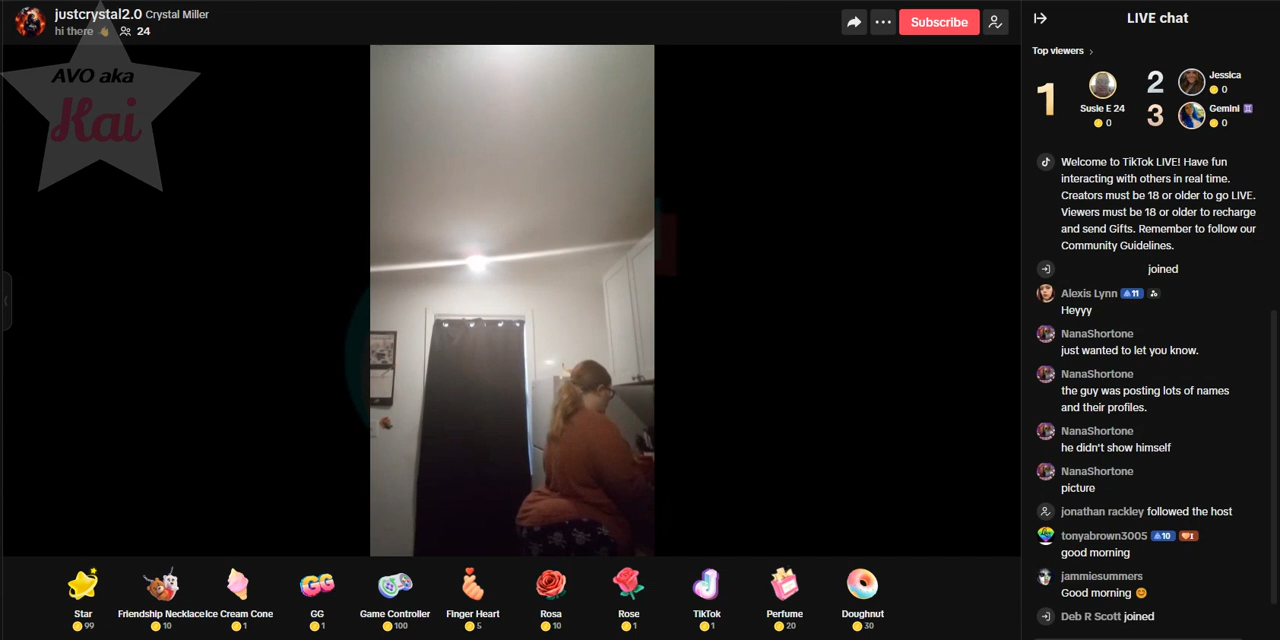 justcrystal2.0 Crystal Miller
hi there 👋 24
Subscribe
AVO aka
Kai
LIVE chat
Top viewers
1
Susie E 24
0
2
Jessica
0
3
Gemini ♊
0
Welcome to TikTok LIVE! Have fun
interacting with others in real time.
Creators must be 18 or older to go LIVE.
Viewers must be 18 or older to recharge
and send Gifts. Remember to follow our
Community Guidelines.
joined
Alexis Lynn 11
Heyyy
NanaShortone
just wanted to let you know.
NanaShortone
the guy was posting lots of names
and their profiles.
NanaShortone
he didn't show himself
NanaShortone
picture
jonathan rackley followed the host
tonyabrown3005 10 I
good morning
jammiesummers
Good morning 😊
Deb R Scott joined
Star
99
Friendship Necklace
10
Ice Cream Cone
1
GG
GG
1
Game Controller
100
Finger Heart
5
Rosa
10
Rose
1
TikTok
1
Perfume
20
Doughnut
30